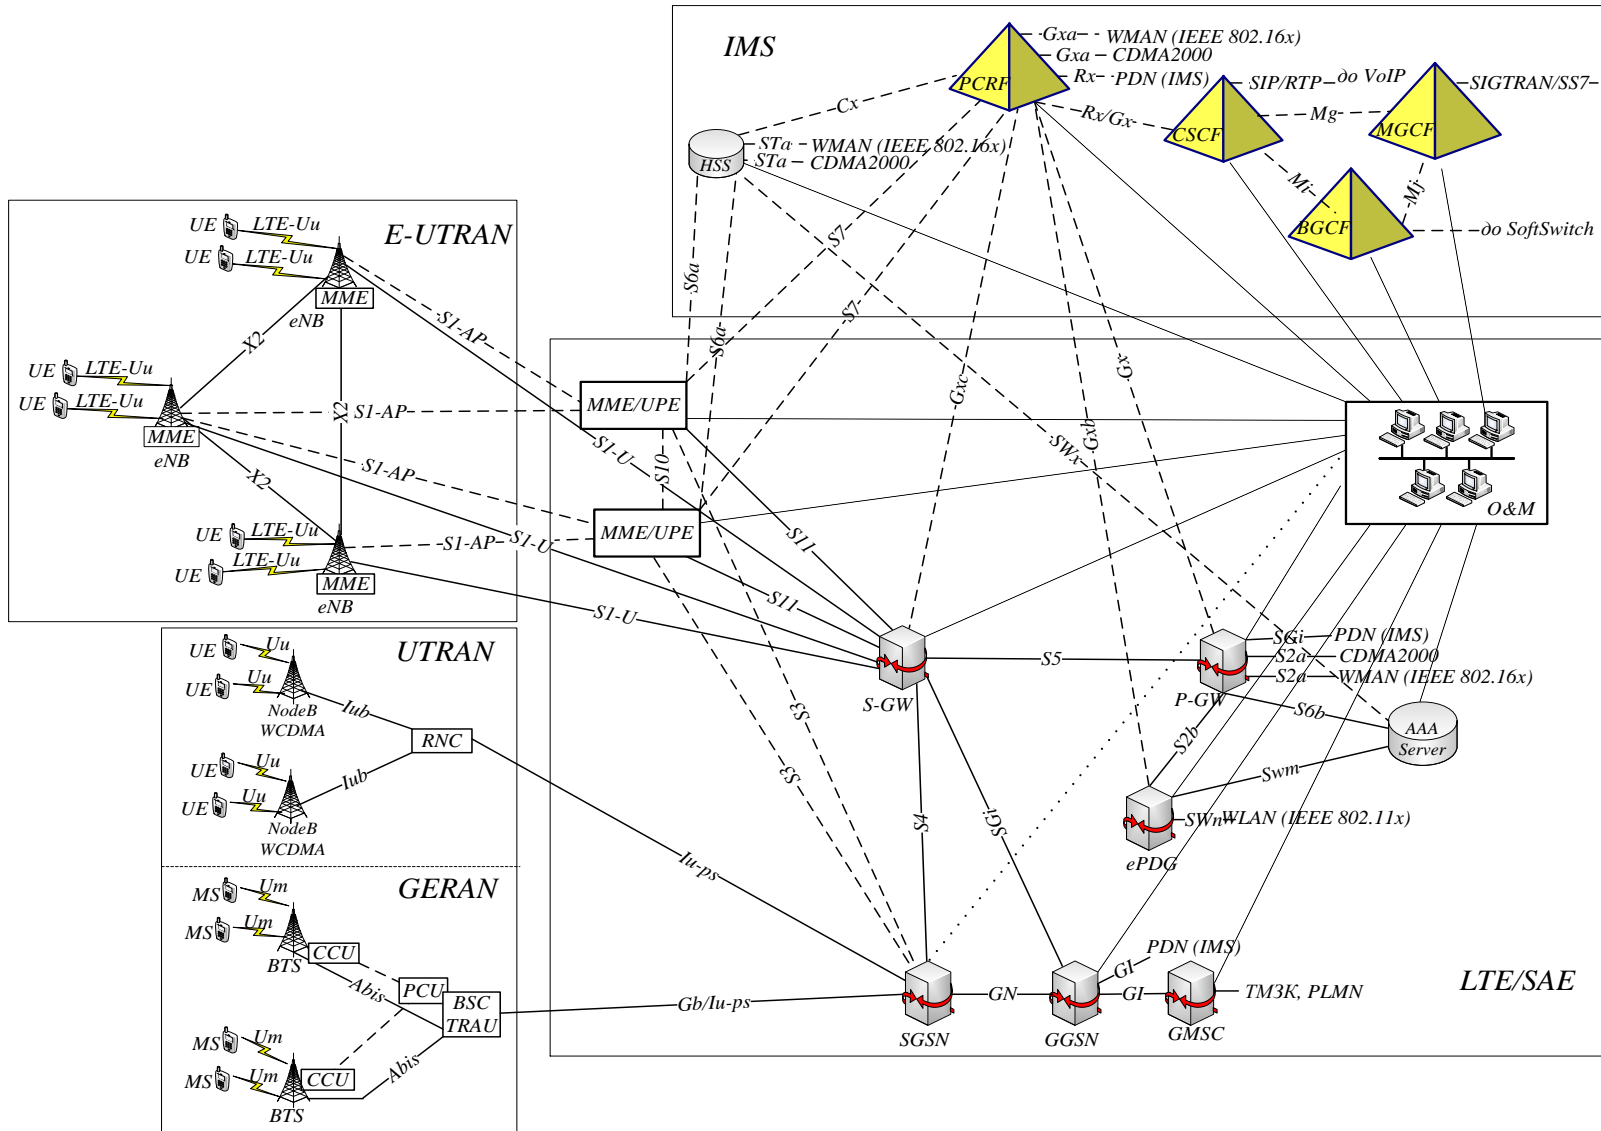 IMS
PCRF
Gxa
WMAN (IEEE 802.16x)
Gxa
CDMA2000
Rx
PDN (IMS)
Cx
Rx/Gx
SIP/RTP
до VoIP
CSCF
Mg
MGCF
SIGTRAN/SS7
HSS
STa
WMAN (IEEE 802.16x)
STa
CDMA2000
Mi
Mj
BGCF
до SoftSwitch
E-UTRAN
UE
LTE-Uu
UE
LTE-Uu
MME
eNB
X2
UE
LTE-Uu
UE
LTE-Uu
MME
eNB
X2
X2
UE
LTE-Uu
UE
LTE-Uu
MME
eNB
S1-AP
S1-AP
S1-AP
S1-AP
S1-U
S1-U
S1-U
S6a
S6a
S7
S7
Gxc
Gx
Gxb
SWx
MME/UPE
S10
MME/UPE
S11
S11
S3
S3
O&M
S-GW
S5
P-GW
SGi
PDN (IMS)
S2a
CDMA2000
S2a
WMAN (IEEE 802.16x)
S6b
AAA
Server
S2b
Swm
ePDG
SWn
WLAN (IEEE 802.11x)
S4
SGi
UTRAN
UE
Uu
UE
Uu
NodeB
WCDMA
Iub
RNC
Iub
UE
Uu
UE
Uu
NodeB
WCDMA
Iu-ps
GERAN
MS
Um
MS
Um
BTS
CCU
Abis
PCU
BSC
TRAU
Gb/Iu-ps
MS
Um
MS
Um
BTS
CCU
Abis
SGSN
GN
GGSN
GI
PDN (IMS)
GI
GMSC
ТМЗК, PLMN
LTE/SAE